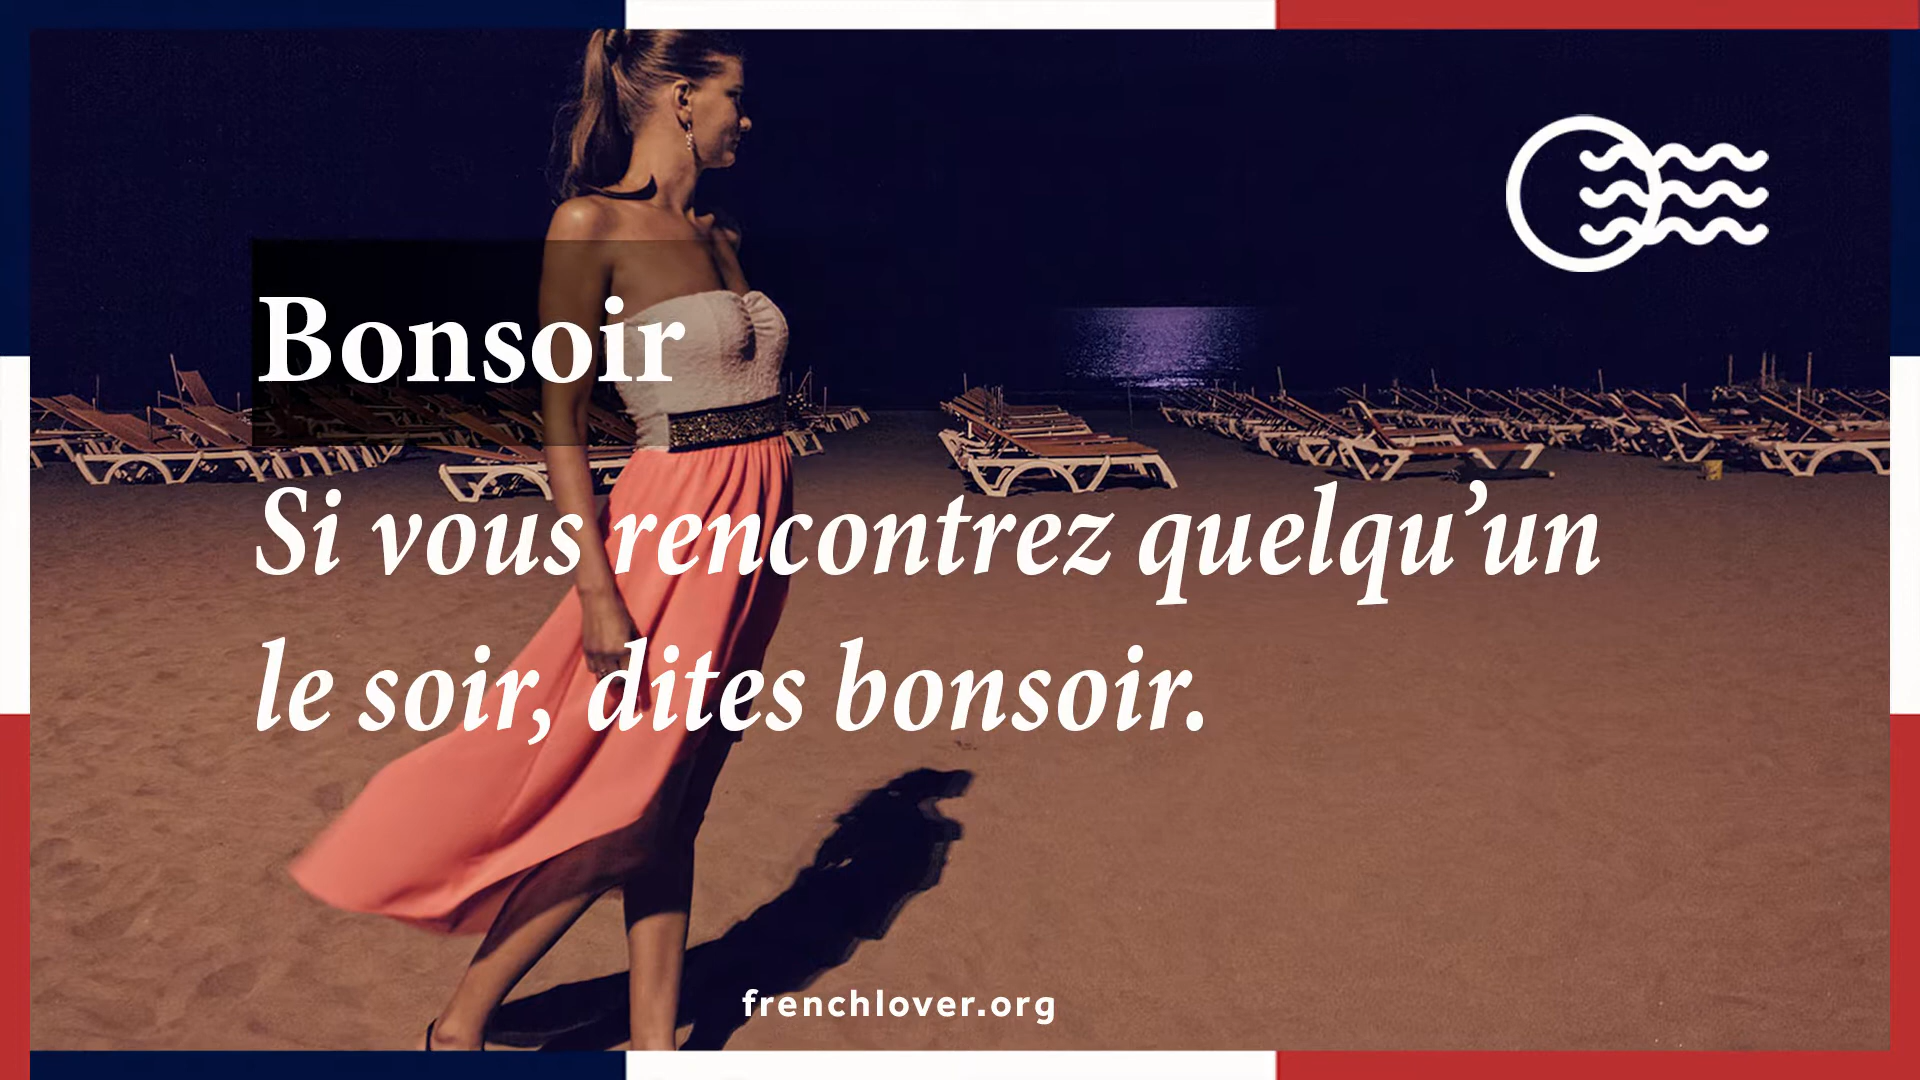 Bonsoir
Si vous rencontrez quelqu’un
le soir, dites bonsoir.
frenchlover.org